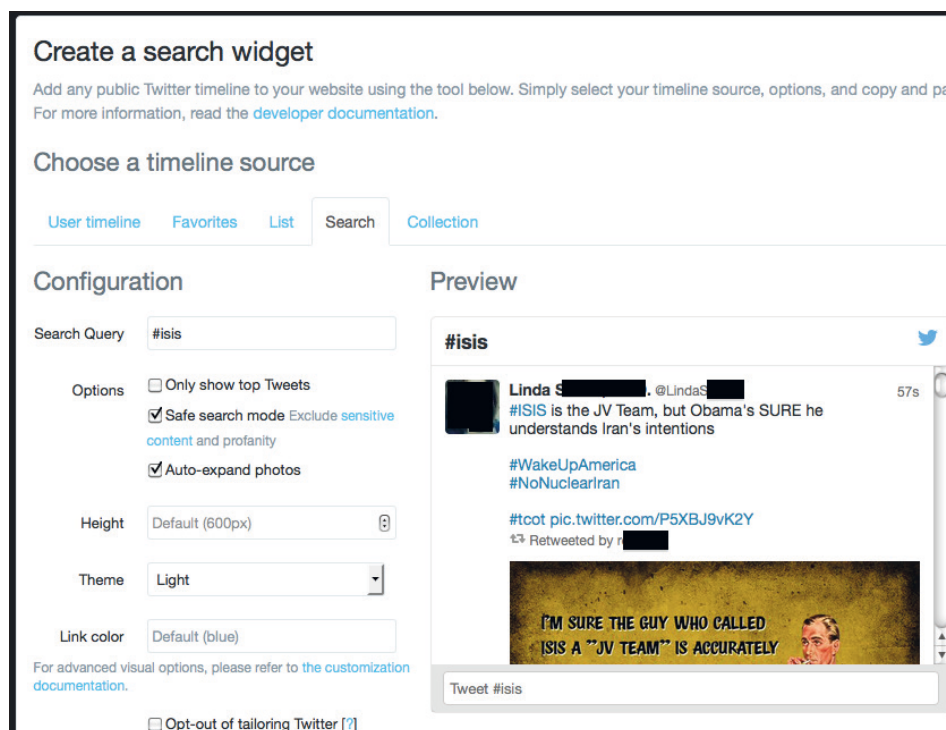 Create a search widget
Add any public Twitter timeline to your website using the tool below. Simply select your timeline source, options, and copy and pa
For more information, read the developer documentation.
Choose a timeline source
User timeline Favorites List Search Collection
Configuration
Search Query #isis
Options Only show top Tweets
Safe search mode Exclude sensitive
content and profanity
Auto-expand photos
Height Default (600px)
Theme Light
Link color Default (blue)
For advanced visual options, please refer to the customization
documentation.
Opt-out of tailoring Twitter [?]
Preview
#isis
Linda S . @LindaS 57s
#ISIS is the JV Team, but Obama's SURE he
understands Iran's intentions
#WakeUpAmerica
#NoNuclearIran
#tcot pic.twitter.com/P5XBJ9vK2Y
Retweeted by r
I'M SURE THE GUY WHO CALLED
ISIS A "JV TEAM" IS ACCURATELY
Tweet #isis